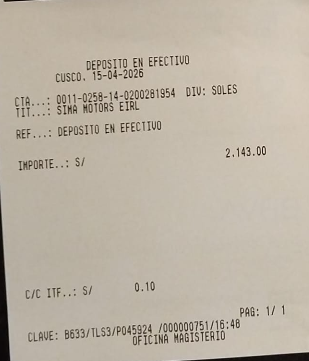 DEPOSITO EN EFECTIVO
CUSCO, 15-04-2026
CTA...: 0011-0258-14-0200281954 DIV: SOLES
TIT...: SIMA MOTORS EIRL
REF...: DEPOSITO EN EFECTIVO
IMPORTE..: S/ 2.143.00
C/C ITF..: S/ 0.10
PAG: 1/ 1
CLAVE: B633/TLS3/P045924 /000000751/16:48
OFICINA MAGISTERIO